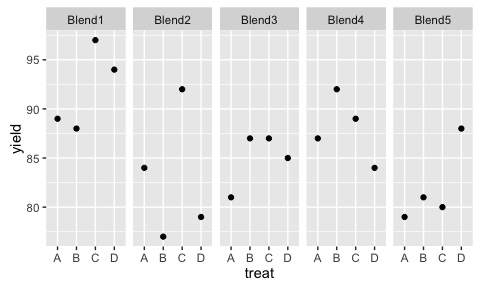 Blend1 Blend2 Blend3 Blend4 Blend5
95
90
85
80
yield
A B C D A B C D A B C D A B C D A B C D
treat